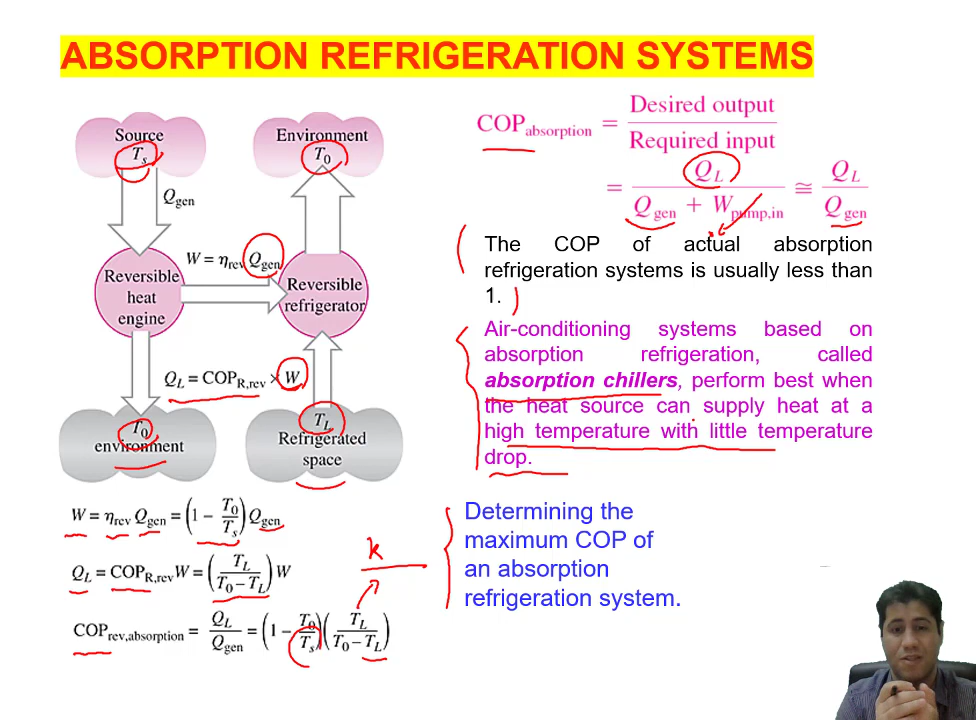 ABSORPTION REFRIGERATION SYSTEMS
Source
Ts
Environment
T0
Qgen
W = ηrev Qgen
Reversible
heat
engine
Reversible
refrigerator
QL = COPR,rev × W
T0
environment
TL
Refrigerated
space
W = ηrev Qgen = (1 − T0/Ts) Qgen
QL = COPR,revW = (TL/(T0 − TL)) W
COPrev,absorption = QL/Qgen = (1 − T0/Ts)(TL/(T0 − TL))
k
COPabsorption = Desired output / Required input
= QL / (Qgen + Wpump,in) ≅ QL / Qgen
The COP of actual absorption
refrigeration systems is usually less than
1.
Air-conditioning systems based on
absorption refrigeration, called
absorption chillers, perform best when
the heat source can supply heat at a
high temperature with little temperature
drop.
Determining the
maximum COP of
an absorption
refrigeration system.